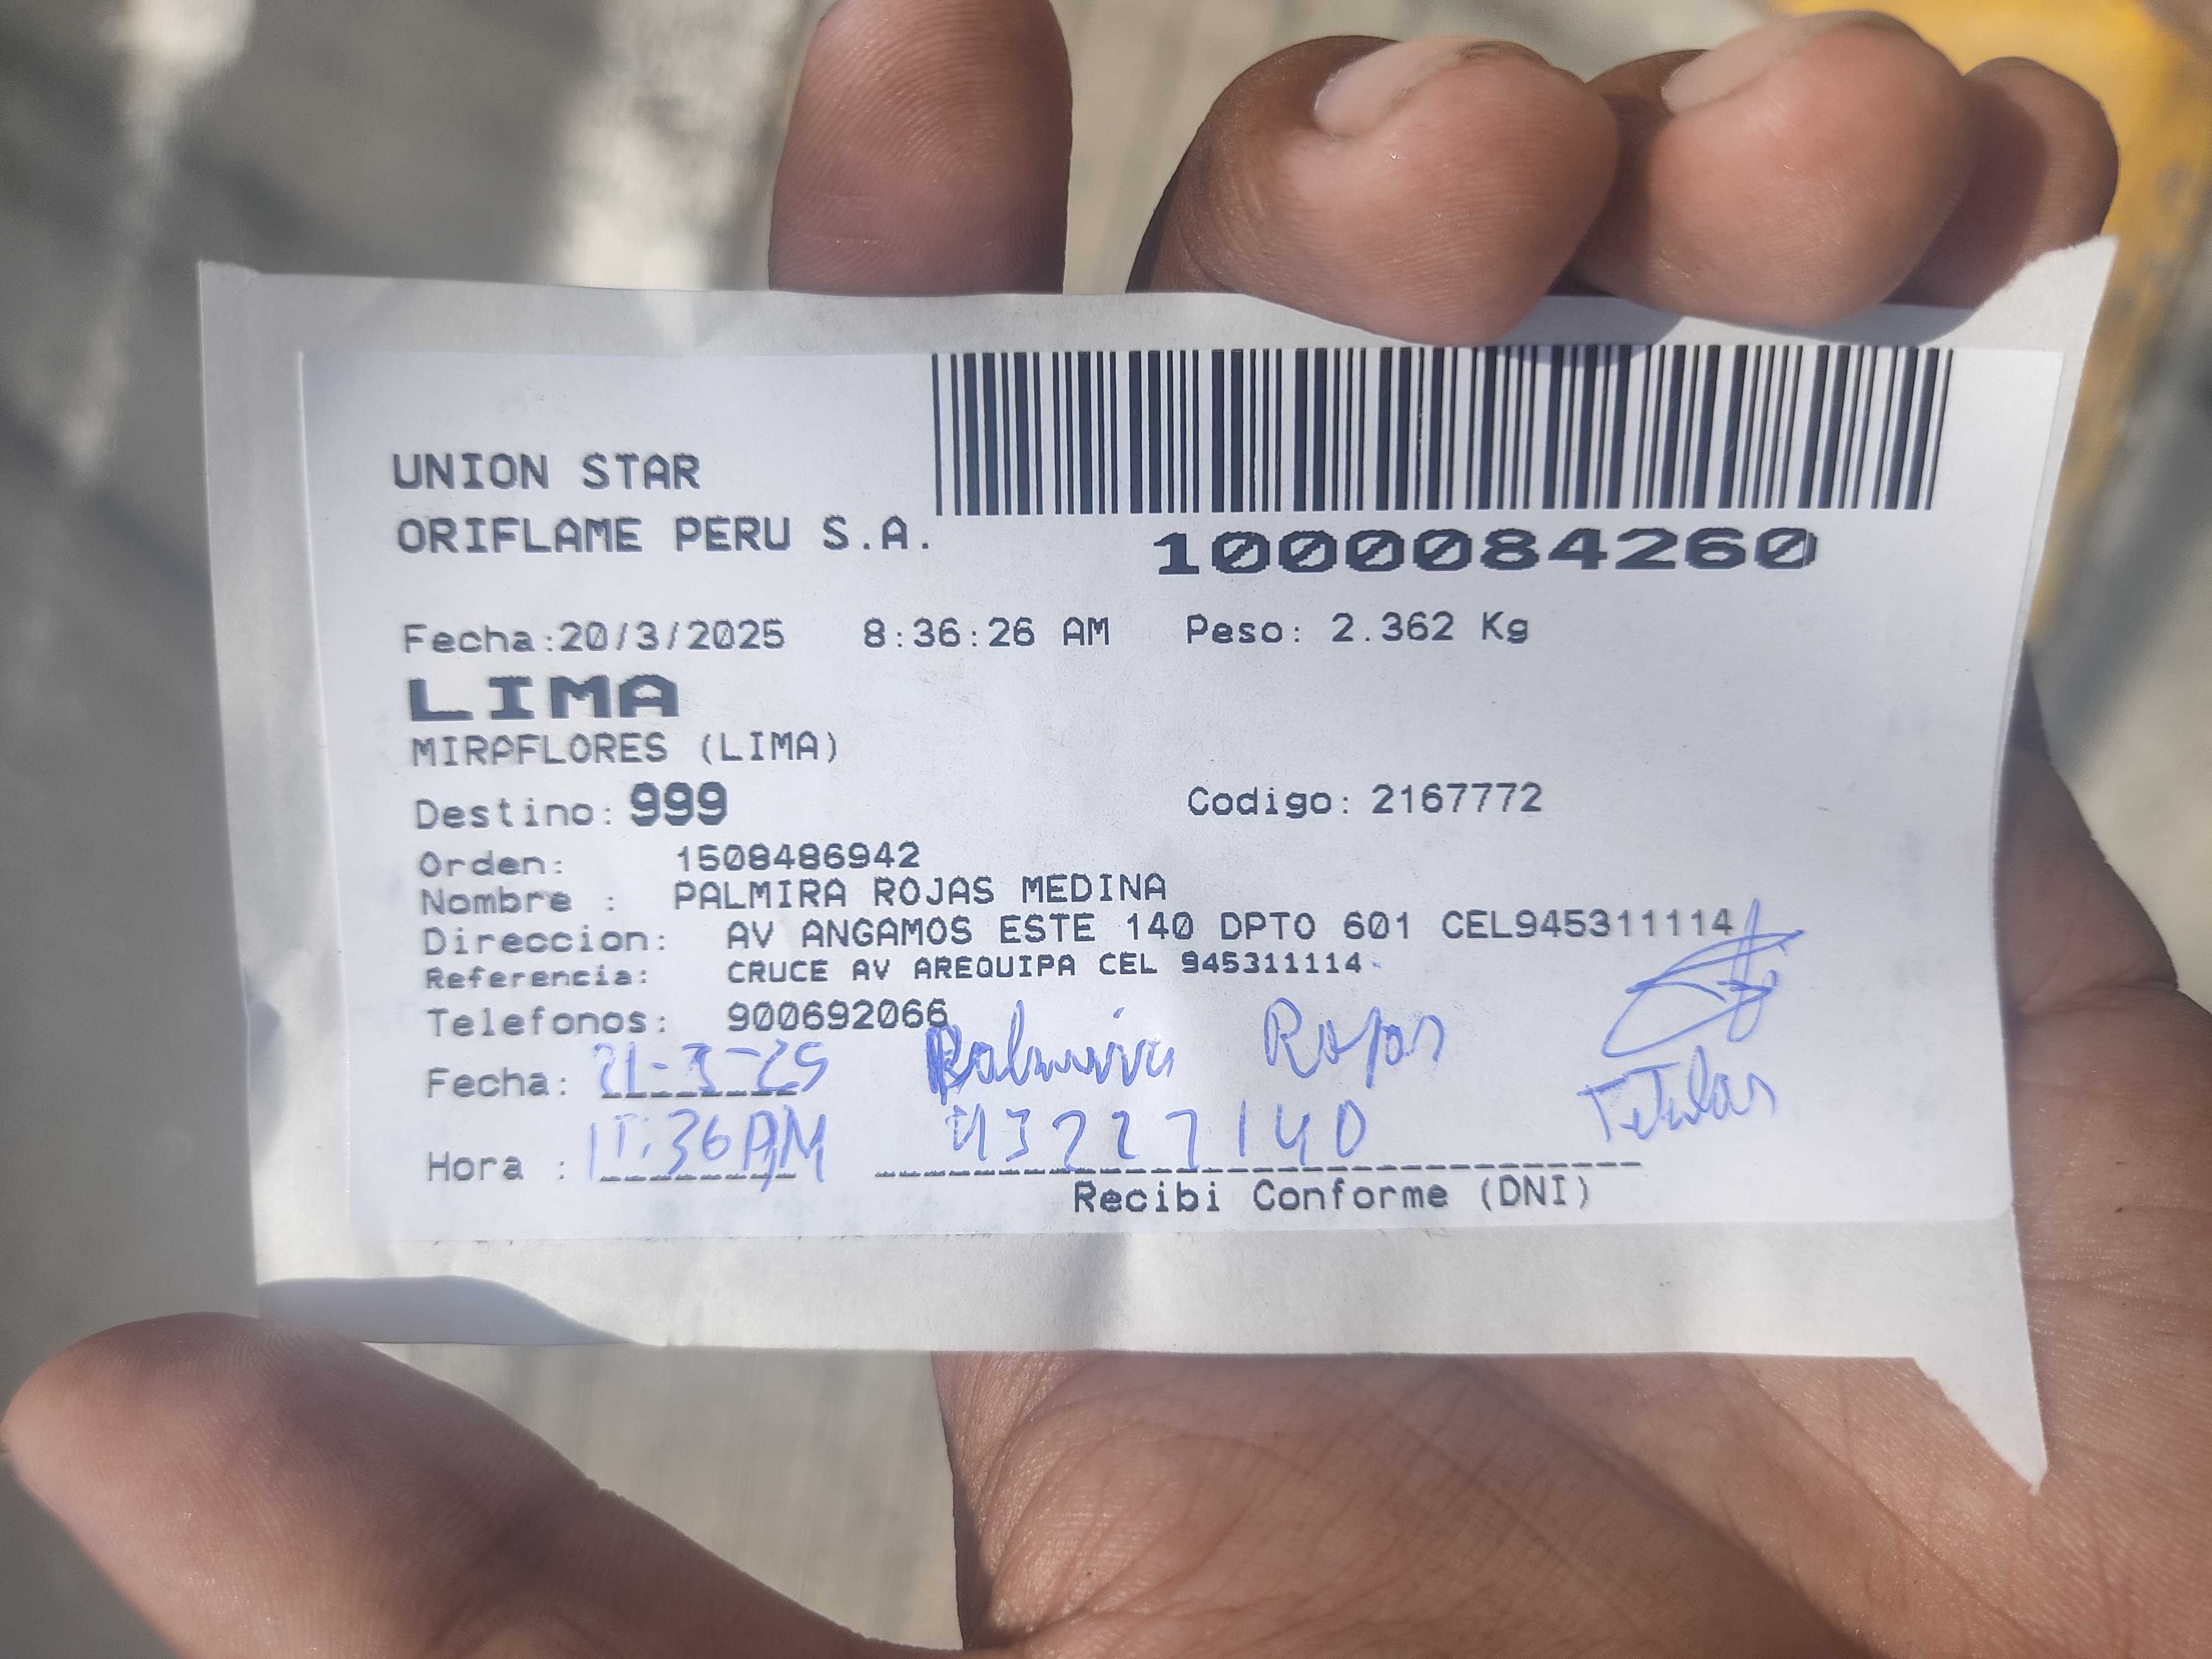 UNION STAR
ORIFLAME PERU S.A.
1000084260
Fecha:20/3/2025 8:36:26 AM Peso: 2.362 Kg
LIMA
MIRAFLORES (LIMA)
Destino: 999 Codigo: 2167772
Orden: 1508486942
Nombre : PALMIRA ROJAS MEDINA
Direccion: AV ANGAMOS ESTE 140 DPTO 601 CEL945311114
Referencia: CRUCE AV AREQUIPA CEL 945311114
Telefonos: 900692066
Palmira Rojas
Fecha: 21-3-25
Titular
Hora : 11:36 43227140
Recibi Conforme (DNI)